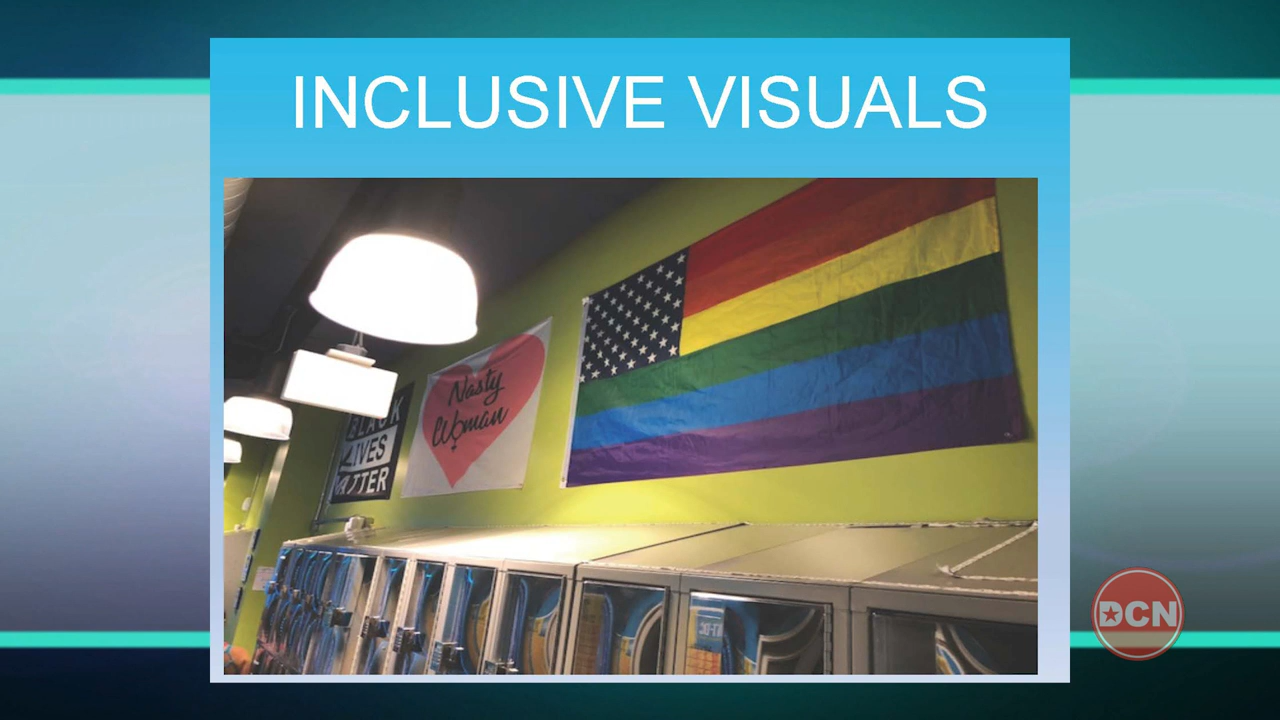 INCLUSIVE VISUALS
Nasty
Woman
BLACK
LIVES
MATTER
DCN